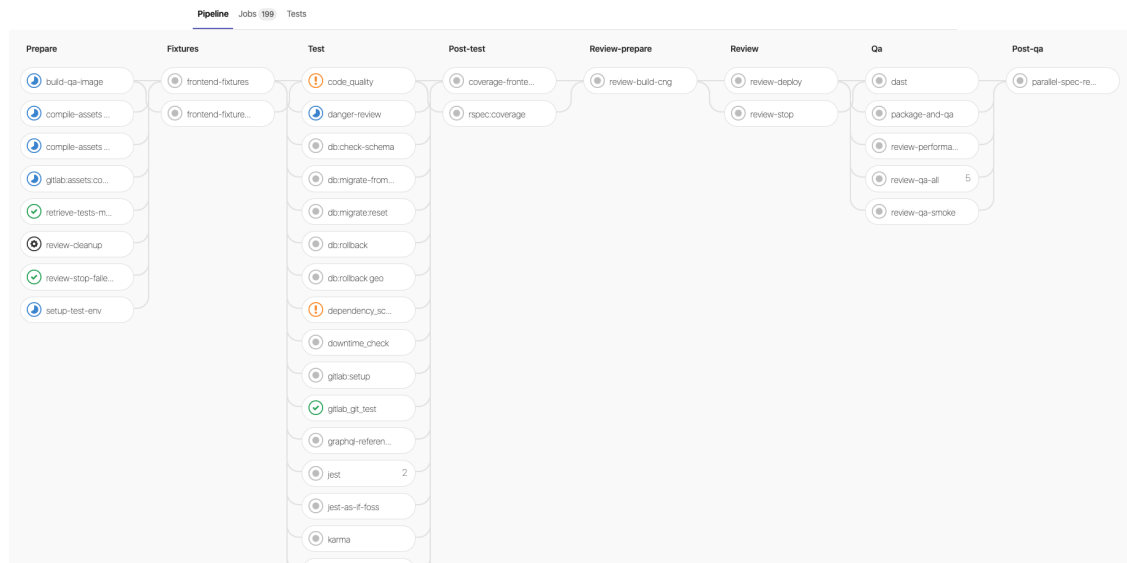 Pipeline Jobs 199 Tests
Prepare Fixtures Test Post-test Review-prepare Review Qa Post-qa
build-qa-image frontend-fixtures code_quality coverage-fronte... review-build-cng review-deploy dast parallel-spec-re...
compile-assets ... frontend-fixture... danger-review rspec:coverage review-stop package-and-qa
compile-assets ... db:check-schema review-performa...
gitlab:assets:co... db:migrate-from... review-qa-all 5
retrieve-tests-m... db:migrate:reset review-qa-smoke
review-cleanup db:rollback
review-stop-faile... db:rollback geo
setup-test-env dependency_sc...
downtime_check
gitlab:setup
gitlab_git_test
graphql-referen...
jest 2
jest-as-if-foss
karma